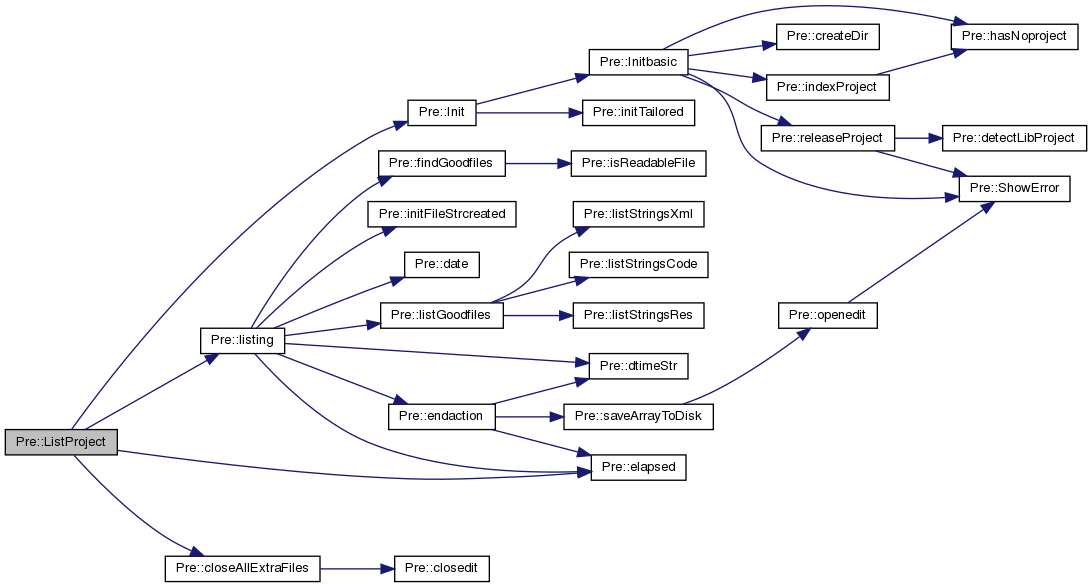 Pre::ListProject
Pre::Init
Pre::listing
Pre::elapsed
Pre::closeAllExtraFiles
Pre::closedit
Pre::Initbasic
Pre::initTailored
Pre::findGoodfiles
Pre::isReadableFile
Pre::initFileStrcreated
Pre::date
Pre::listGoodfiles
Pre::listStringsXml
Pre::listStringsCode
Pre::listStringsRes
Pre::dtimeStr
Pre::endaction
Pre::saveArrayToDisk
Pre::openedit
Pre::createDir
Pre::hasNoproject
Pre::indexProject
Pre::releaseProject
Pre::detectLibProject
Pre::ShowError